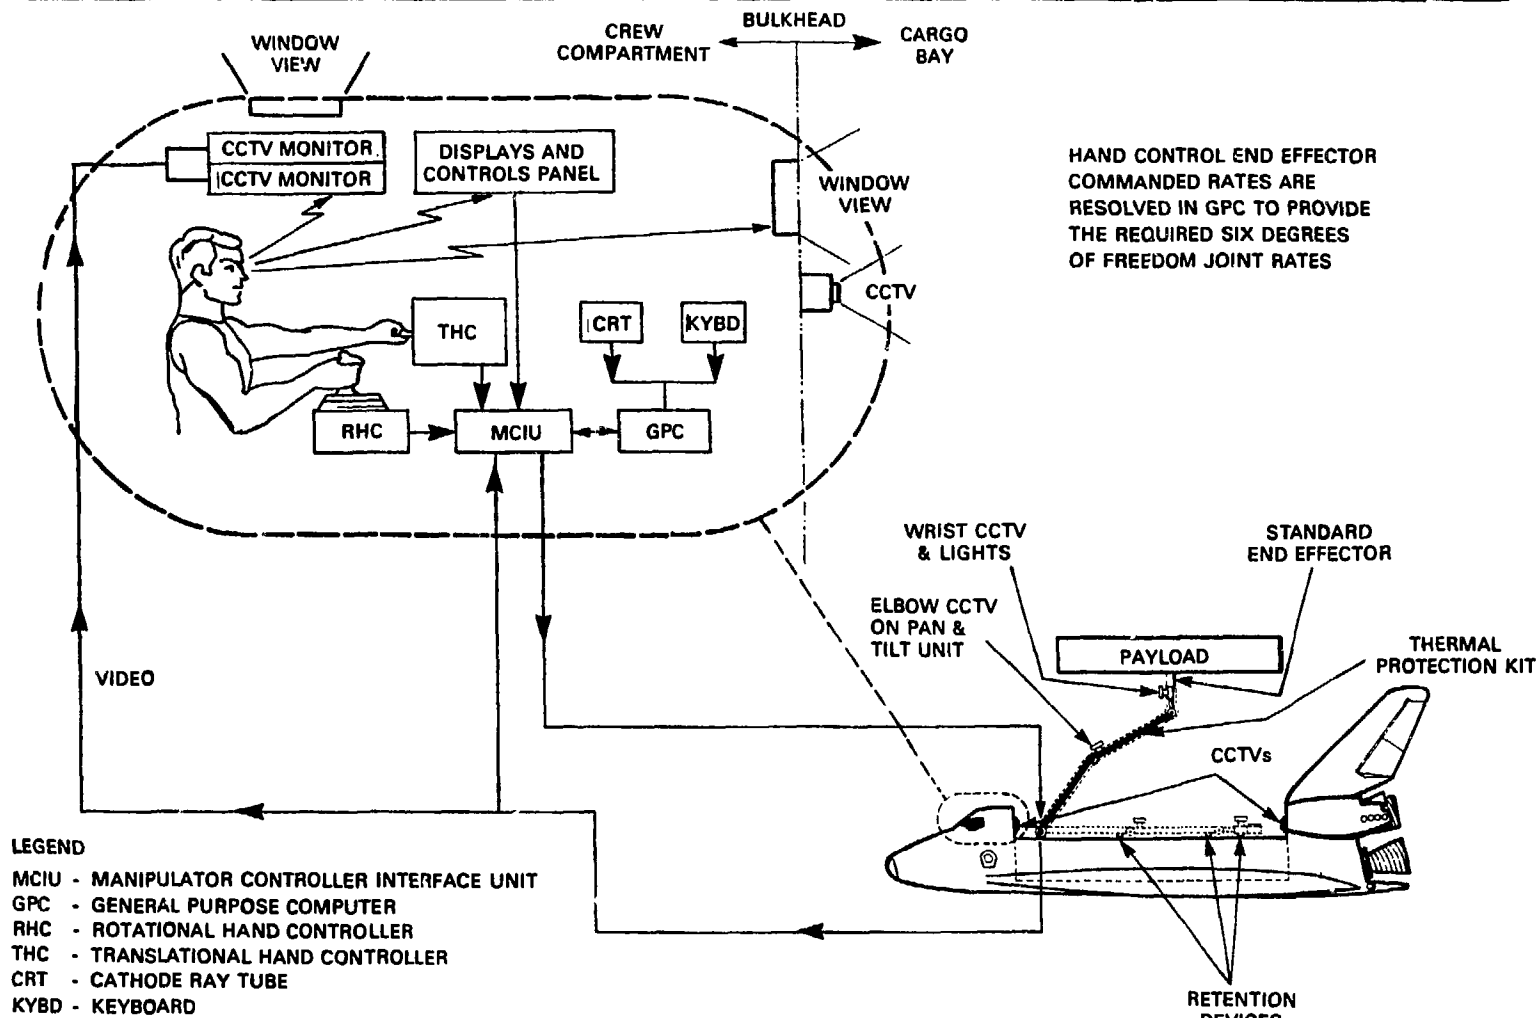 BULKHEAD
CREW
COMPARTMENT
CARGO
BAY
WINDOW
VIEW
CCTV MONITOR
CCTV MONITOR
DISPLAYS AND
CONTROLS PANEL
WINDOW
VIEW
CCTV
HAND CONTROL END EFFECTOR
COMMANDED RATES ARE
RESOLVED IN GPC TO PROVIDE
THE REQUIRED SIX DEGREES
OF FREEDOM JOINT RATES
THC
CRT
KYBD
RHC
MCIU
GPC
WRIST CCTV
& LIGHTS
STANDARD
END EFFECTOR
ELBOW CCTV
ON PAN &
TILT UNIT
PAYLOAD
THERMAL
PROTECTION KIT
VIDEO
CCTVs
LEGEND
MCIU - MANIPULATOR CONTROLLER INTERFACE UNIT
GPC - GENERAL PURPOSE COMPUTER
RHC - ROTATIONAL HAND CONTROLLER
THC - TRANSLATIONAL HAND CONTROLLER
CRT - CATHODE RAY TUBE
KYBD - KEYBOARD
RETENTION
DEVICES